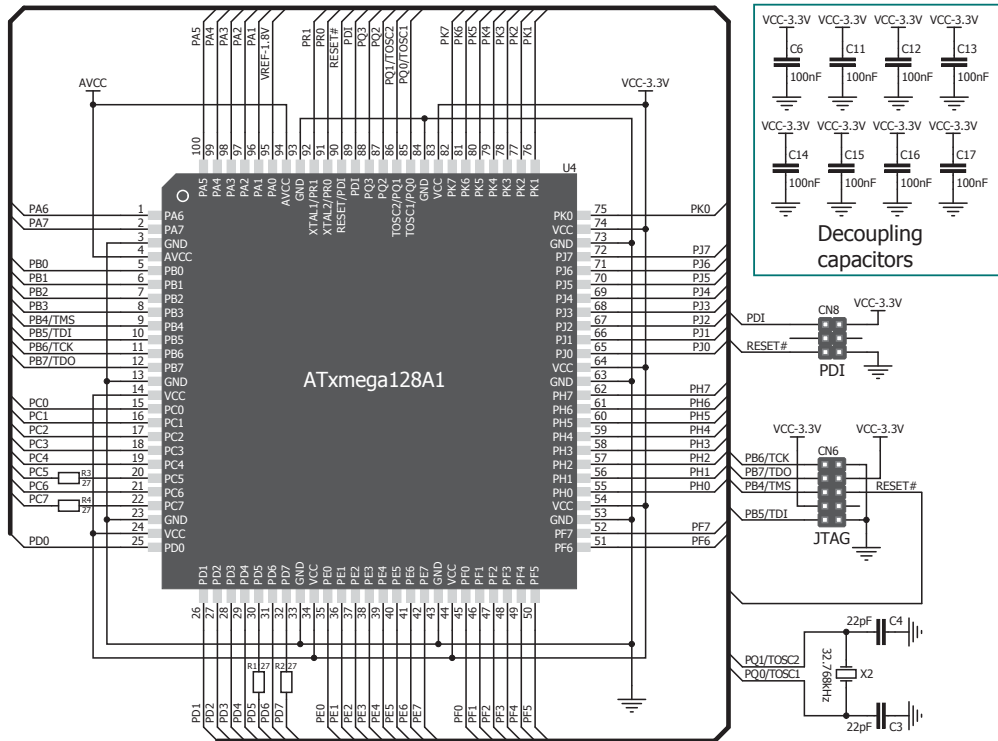 PA5
PA4
PA3
PA2
PA1
VREF-1.8V
PR1
PR0
RESET#
PDI
PQ3
PQ2
PQ1/TOSC2
PQ0/TOSC1
PK7
PK6
PK5
PK4
PK3
PK2
PK1
AVCC
VCC-3.3V
100
99
98
97
96
95
94
93
92
91
90
89
88
87
86
85
84
83
82
81
80
79
78
77
76
U4
PA5
PA4
PA3
PA2
PA1
PA0
AVCC
GND
XTAL1/PR1
XTAL2/PR0
RESET/PDI
PDI
PQ3
PQ2
TOSC2/PQ1
TOSC1/PQ0
GND
VCC
PK7
PK6
PK5
PK4
PK3
PK2
PK1
PA6 1 PA6
PA7 2 PA7
3 GND
4 AVCC
PB0 5 PB0
PB1 6 PB1
PB2 7 PB2
PB3 8 PB3
PB4/TMS 9 PB4
PB5/TDI 10 PB5
PB6/TCK 11 PB6
PB7/TDO 12 PB7
13 GND
14 VCC
PC0 15 PC0
PC1 16 PC1
PC2 17 PC2
PC3 18 PC3
PC4 19 PC4
PC5 R3 27 20 PC5
PC6 21 PC6
PC7 R4 27 22 PC7
23 GND
24 VCC
PD0 25 PD0
ATxmega128A1
PK0 75 PK0
VCC 74
GND 73
PJ7 72 PJ7
PJ6 71 PJ6
PJ5 70 PJ5
PJ4 69 PJ4
PJ3 68 PJ3
PJ2 67 PJ2
PJ1 66 PJ1
PJ0 65 PJ0
VCC 64
GND 63
PH7 62 PH7
PH6 61 PH6
PH5 60 PH5
PH4 59 PH4
PH3 58 PH3
PH2 57 PH2
PH1 56 PH1
PH0 55 PH0
VCC 54
GND 53
PF7 52 PF7
PF6 51 PF6
PD1
PD2
PD3
PD4
PD5
PD6
PD7
GND
VCC
PE0
PE1
PE2
PE3
PE4
PE5
PE6
PE7
GND
VCC
PF0
PF1
PF2
PF3
PF4
PF5
26
27
28
29
30
31
32
33
34
35
36
37
38
39
40
41
42
43
44
45
46
47
48
49
50
R1 27
R2 27
PD1
PD2
PD3
PD4
PD5
PD6
PD7
PE0
PE1
PE2
PE3
PE4
PE5
PE6
PE7
PF0
PF1
PF2
PF3
PF4
PF5
VCC-3.3V VCC-3.3V VCC-3.3V VCC-3.3V
C6 C11 C12 C13
100nF 100nF 100nF 100nF
VCC-3.3V VCC-3.3V VCC-3.3V VCC-3.3V
C14 C15 C16 C17
100nF 100nF 100nF 100nF
Decoupling
capacitors
CN8 VCC-3.3V
PDI
RESET#
PDI
VCC-3.3V VCC-3.3V
CN6
PB6/TCK
PB7/TDO
PB4/TMS RESET#
PB5/TDI
JTAG
22pF C4
PQ1/TOSC2
PQ0/TOSC1
32.768kHz
X2
22pF C3